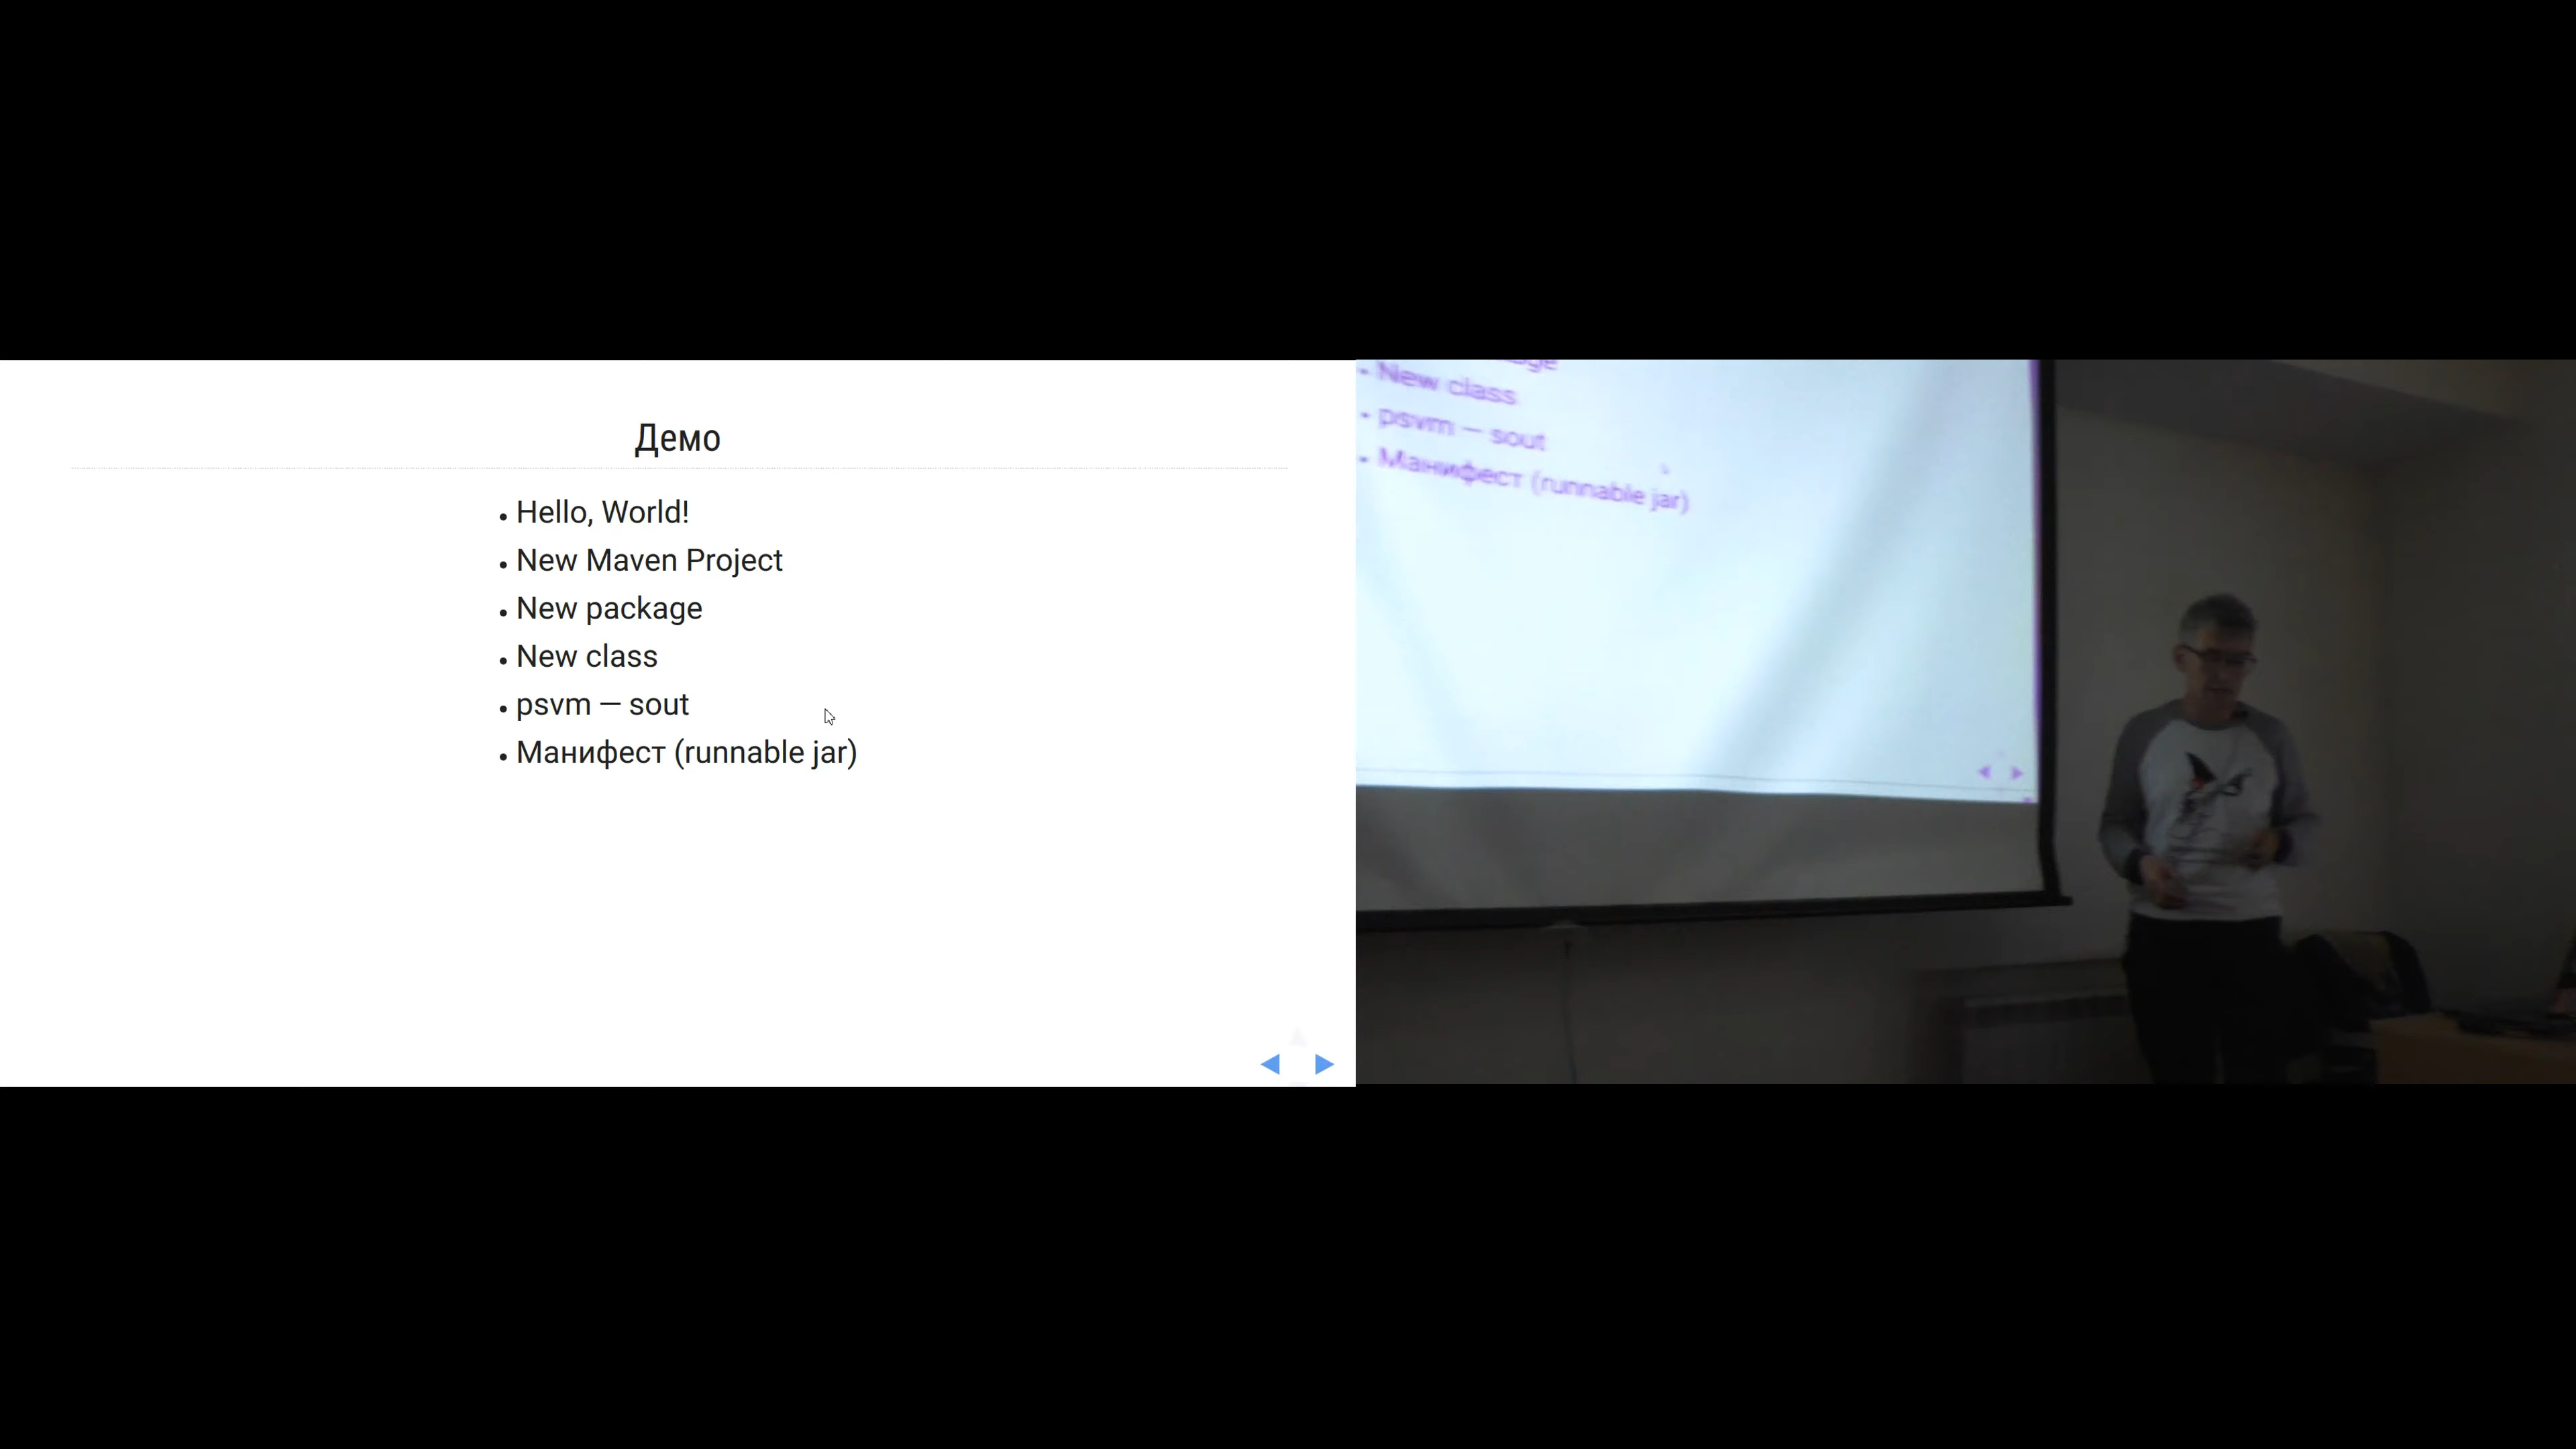 Демо
Hello, World!
New Maven Project
New package
New class
psvm — sout
Манифест (runnable jar)
New class
psvm — sout
Манифест (runnable jar)